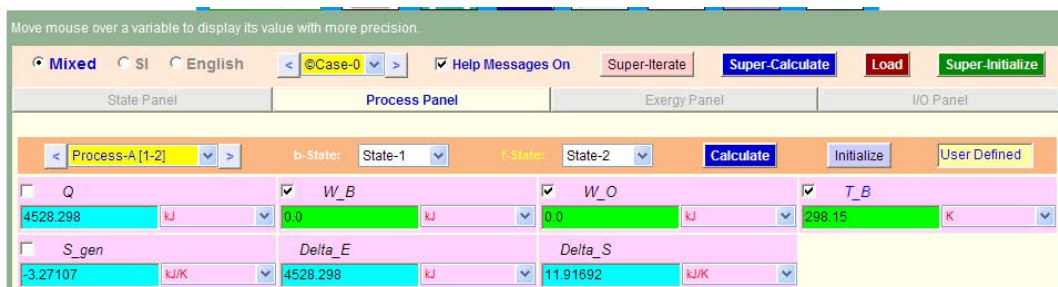 Move mouse over a variable to display its value with more precision.
Mixed SI English < ©Case-0 > Help Messages On Super-Iterate Super-Calculate Load Super-Initialize
State Panel Process Panel Exergy Panel I/O Panel
< Process-A [1-2] > b-State: State-1 f-State: State-2 Calculate Initialize User Defined
Q W_B W_O T_B
4528.298 kJ 0.0 kJ 0.0 kJ 298.15 K
S_gen Delta_E Delta_S
-3.27107 kJ/K 4528.298 kJ 11.91692 kJ/K